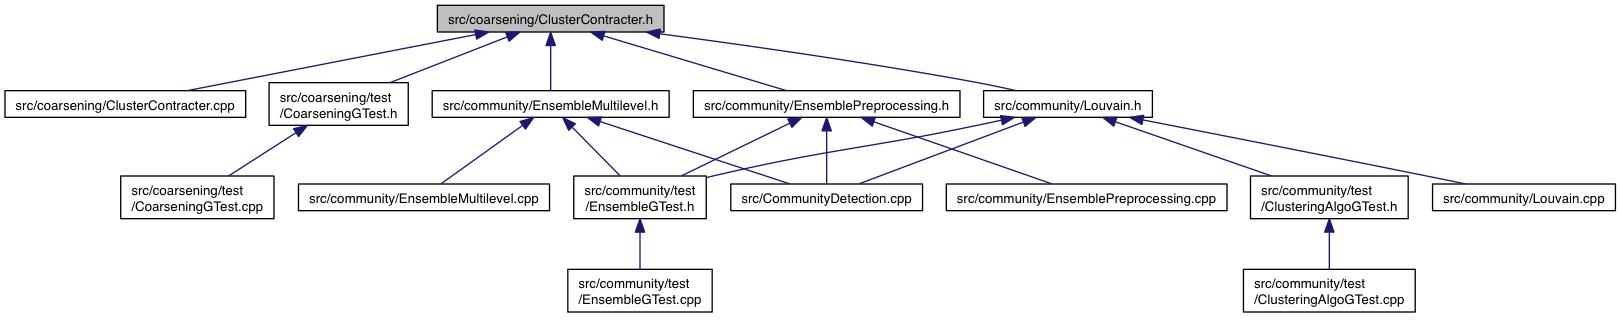 src/coarsening/ClusterContracter.h
src/coarsening/ClusterContracter.cpp
src/coarsening/test
/CoarseningGTest.h
src/community/EnsembleMultilevel.h
src/community/EnsemblePreprocessing.h
src/community/Louvain.h
src/coarsening/test
/CoarseningGTest.cpp
src/community/EnsembleMultilevel.cpp
src/community/test
/EnsembleGTest.h
src/CommunityDetection.cpp
src/community/EnsemblePreprocessing.cpp
src/community/test
/ClusteringAlgoGTest.h
src/community/Louvain.cpp
src/community/test
/EnsembleGTest.cpp
src/community/test
/ClusteringAlgoGTest.cpp